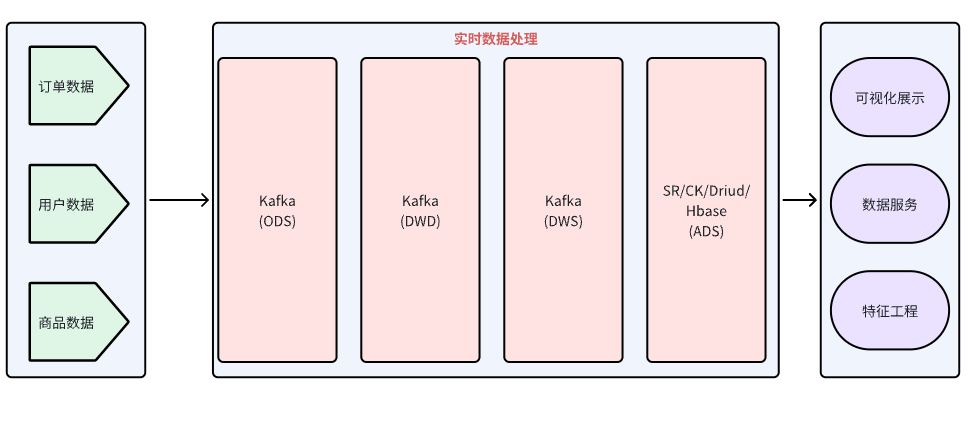 订单数据
用户数据
商品数据
实时数据处理
Kafka
(ODS)
Kafka
(DWD)
Kafka
(DWS)
SR/CK/Driud/
Hbase
(ADS)
可视化展示
数据服务
特征工程